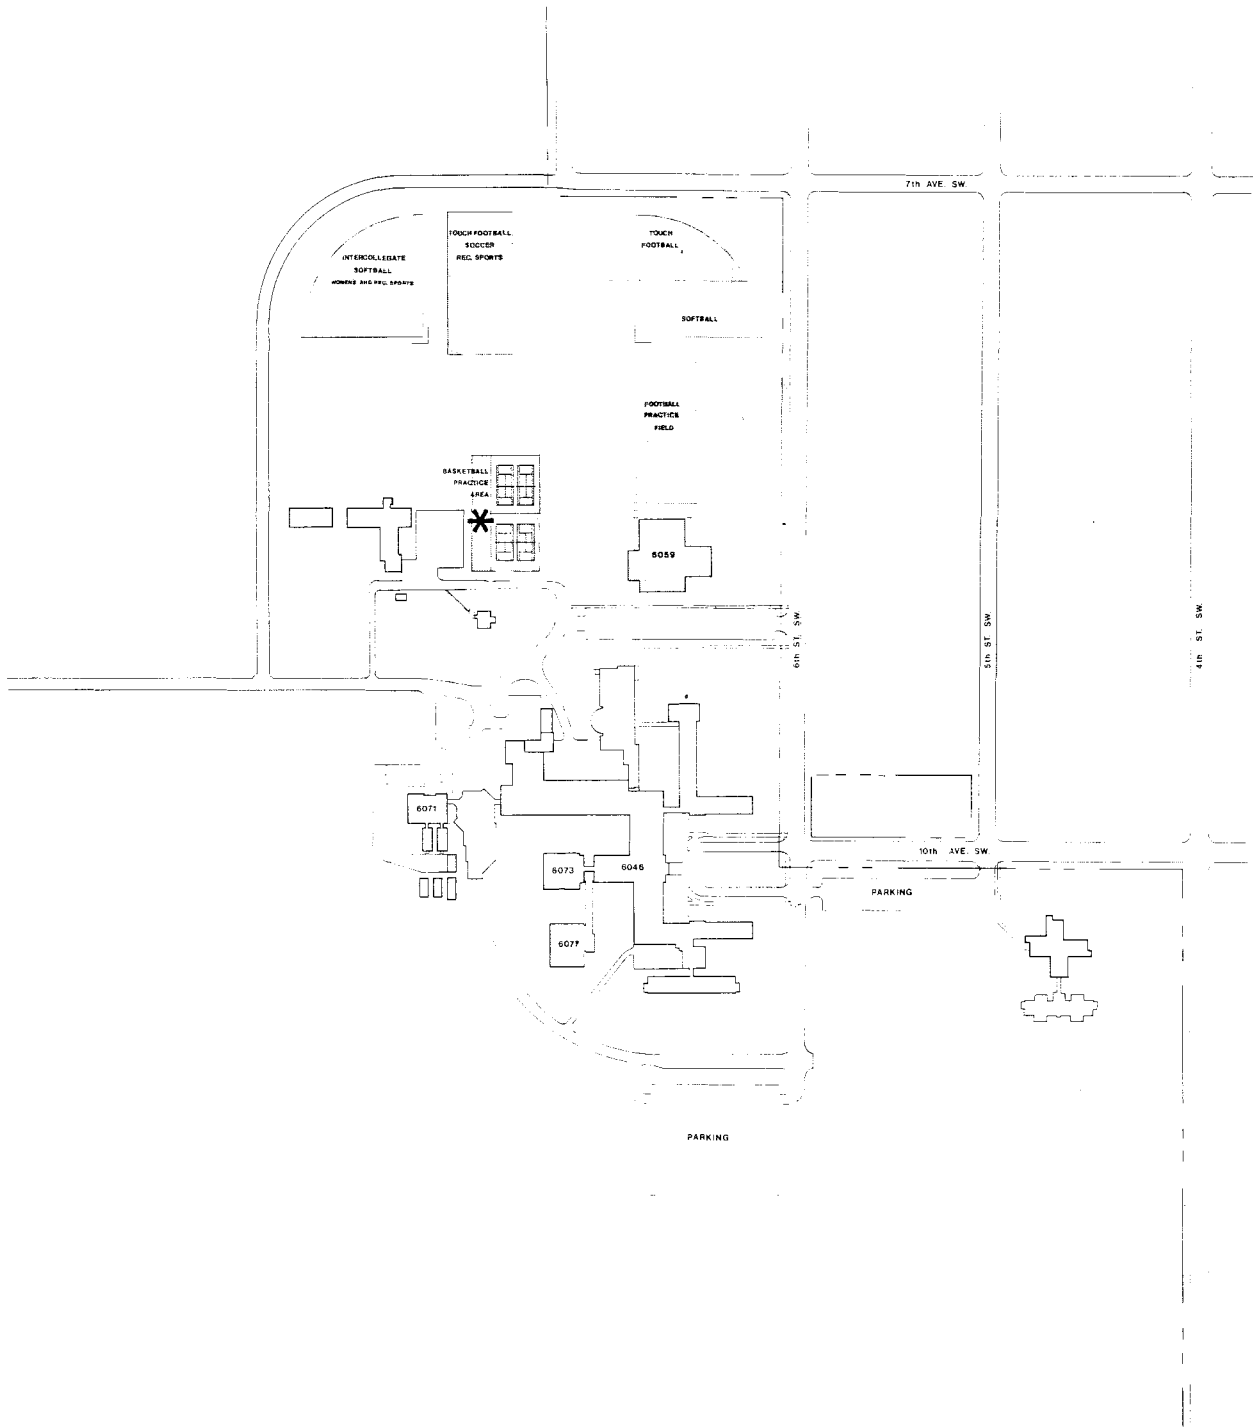 7th AVE. SW.
TOUCH FOOTBALL
SOCCER
REC. SPORTS
TOUCH
FOOTBALL
INTERCOLLEGATE
SOFTBALL
WOMENS AND REC. SPORTS
SOFTBALL
FOOTBALL
PRACTICE
FIELD
BASKETBALL
PRACTICE
AREA
6059
6th ST. SW.
5th ST. SW.
4th ST. SW.
6071
10th AVE. SW.
6073
6046
PARKING
6077
PARKING